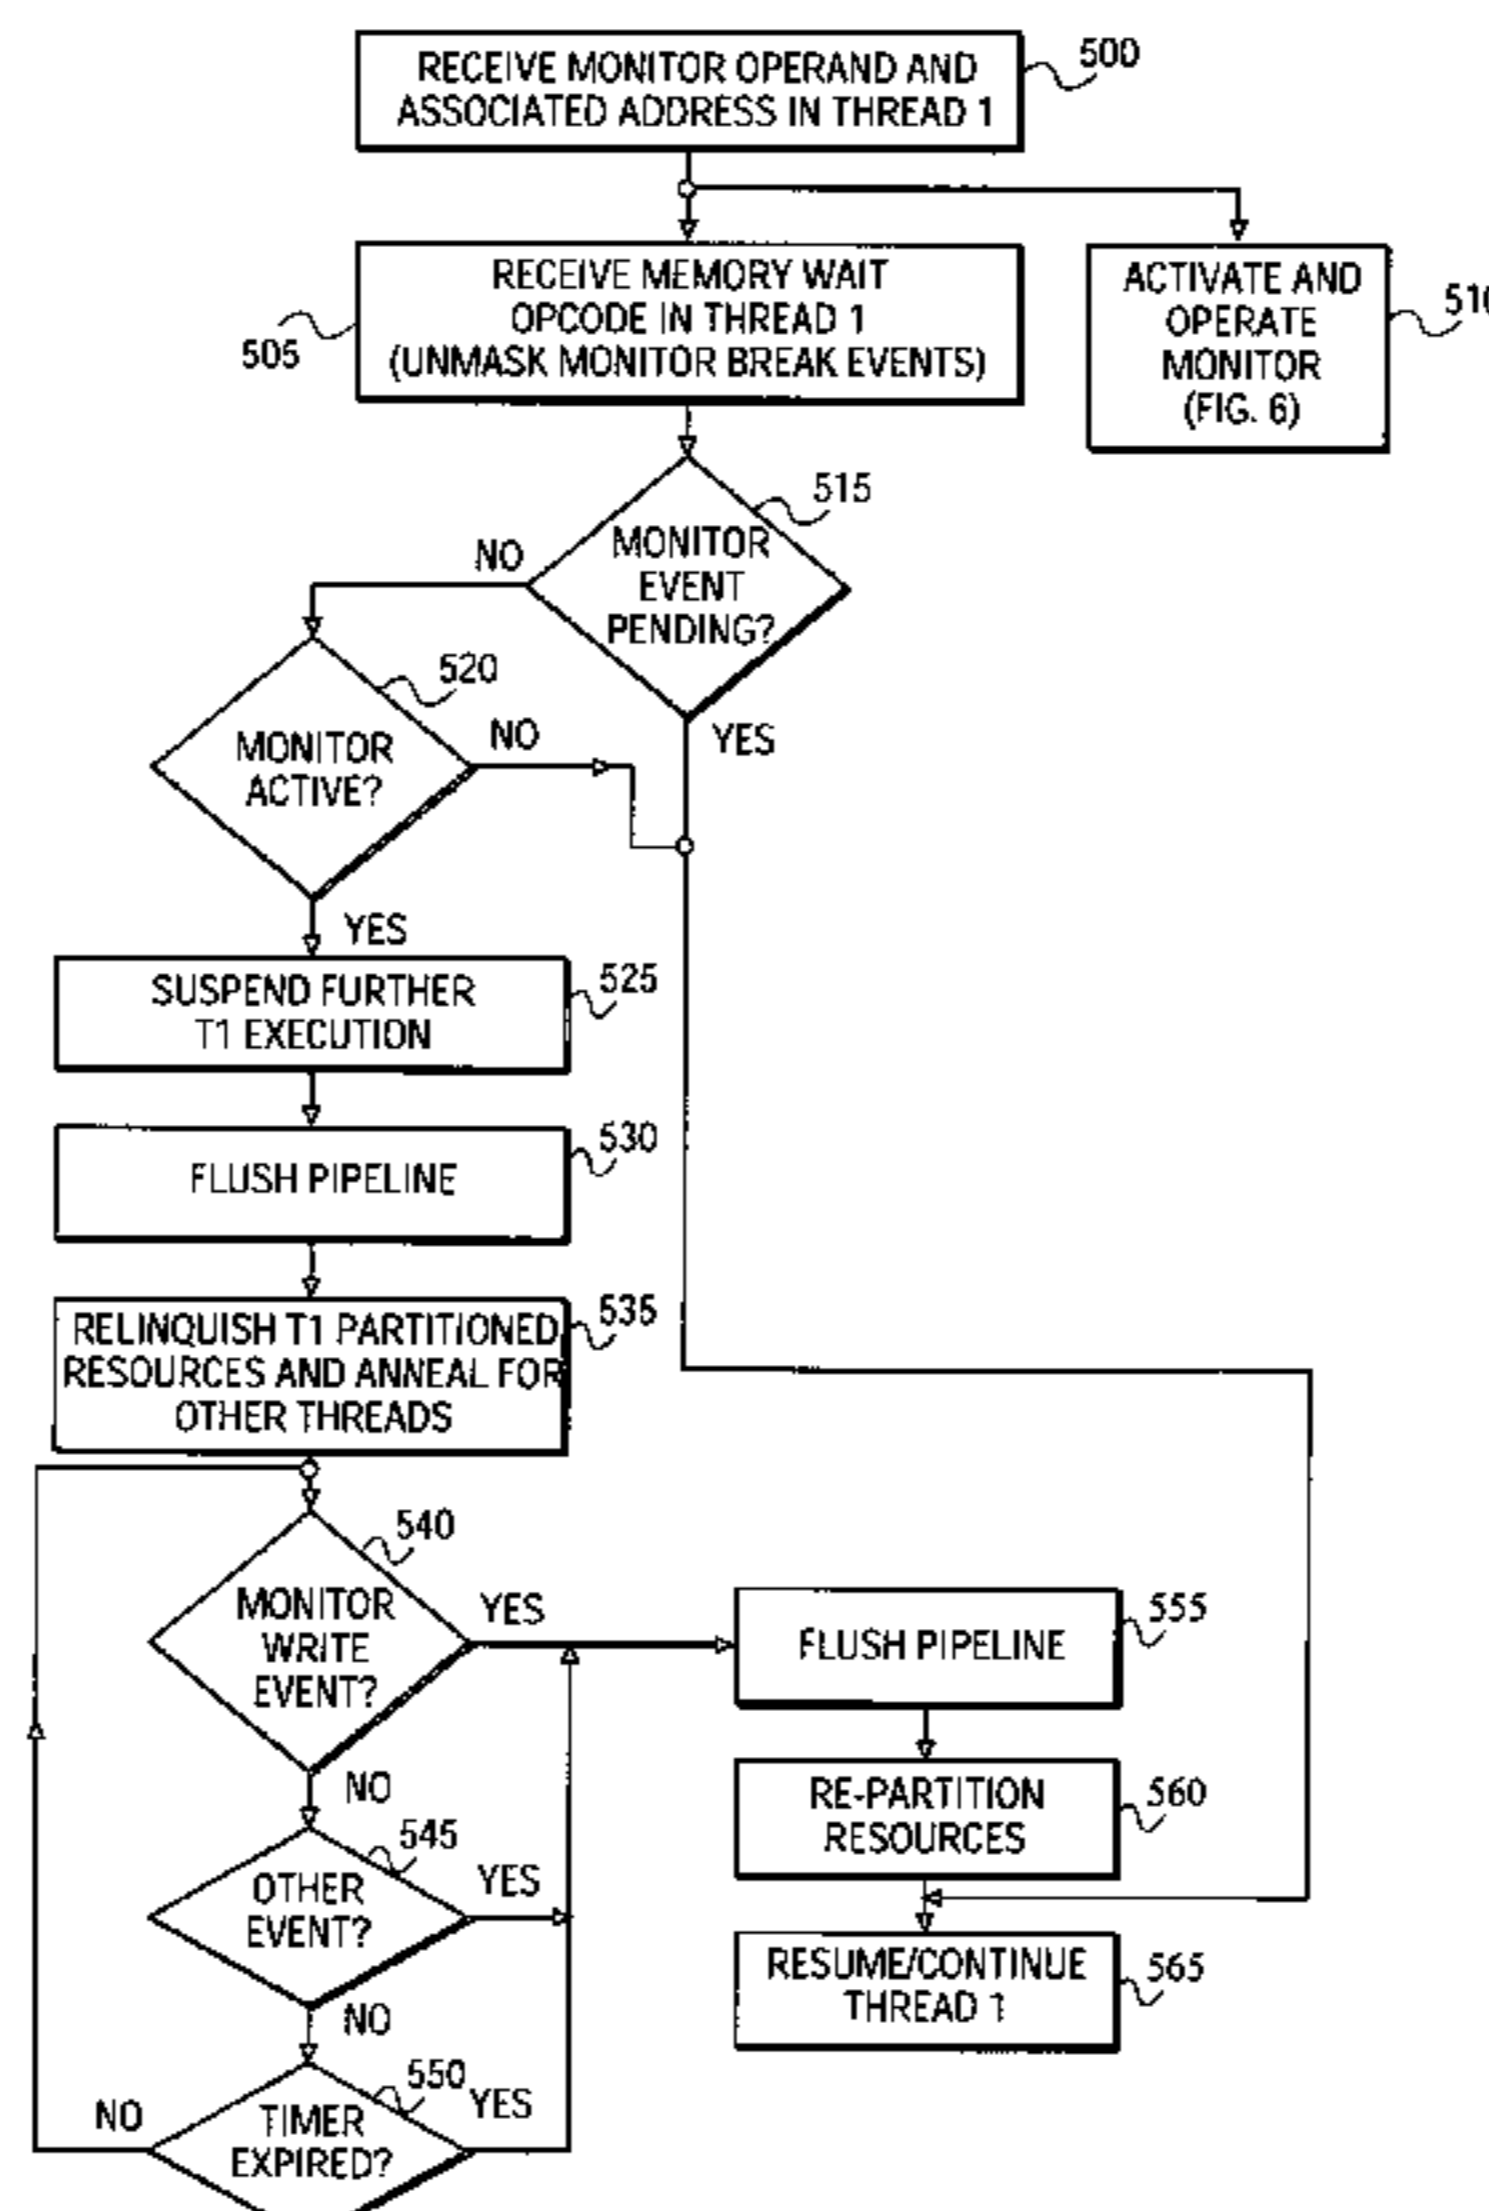 RECEIVE MONITOR OPERAND AND
ASSOCIATED ADDRESS IN THREAD 1
500
RECEIVE MEMORY WAIT
OPCODE IN THREAD 1
(UNMASK MONITOR BREAK EVENTS)
505
ACTIVATE AND
OPERATE
MONITOR
(FIG. 6)
510
MONITOR
EVENT
PENDING?
515
NO
YES
MONITOR
ACTIVE?
520
NO
YES
SUSPEND FURTHER
T1 EXECUTION
525
FLUSH PIPELINE
530
RELINQUISH T1 PARTITIONED
RESOURCES AND ANNEAL FOR
OTHER THREADS
535
MONITOR
WRITE
EVENT?
540
YES
NO
OTHER
EVENT?
545
YES
NO
TIMER
EXPIRED?
550
YES
NO
FLUSH PIPELINE
555
RE-PARTITION
RESOURCES
560
RESUME/CONTINUE
THREAD 1
565